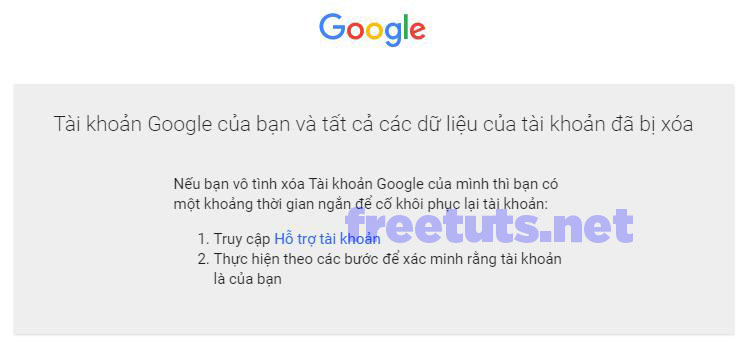 Google
Tài khoản Google của bạn và tất cả các dữ liệu của tài khoản đã bị xóa
Nếu bạn vô tình xóa Tài khoản Google của mình thì bạn có
một khoảng thời gian ngắn để cố khôi phục lại tài khoản:
freetuts.net
1. Truy cập Hỗ trợ tài khoản
2. Thực hiện theo các bước để xác minh rằng tài khoản
là của bạn